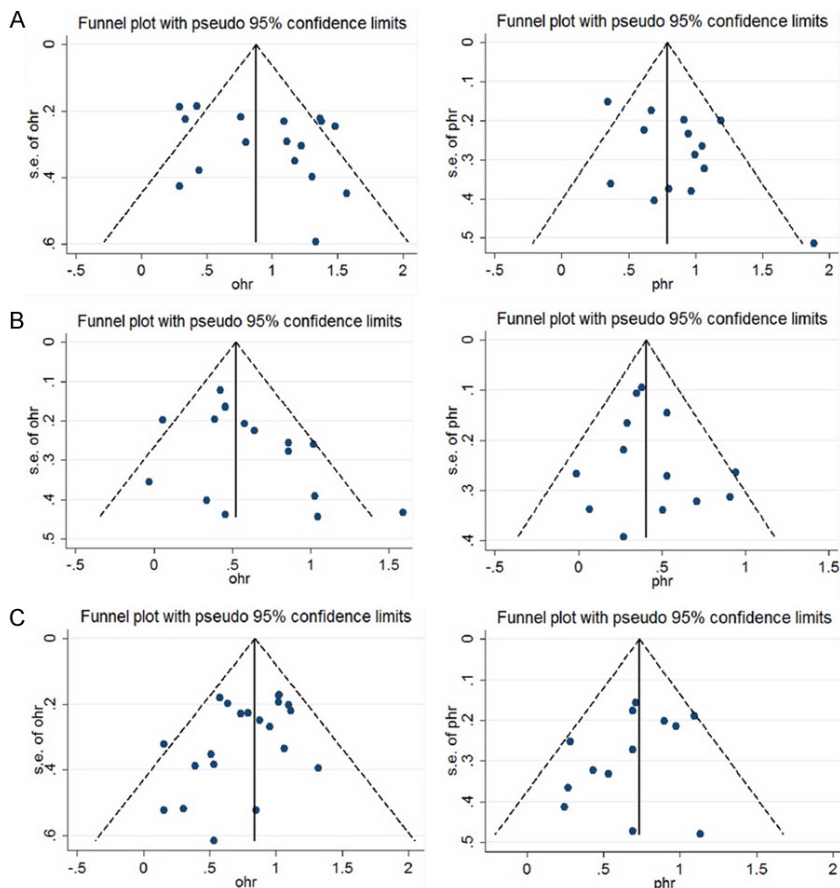 A
Funnel plot with pseudo 95% confidence limits
s.e. of ohr
0
.2
.4
.6
-.5 0 .5 1 1.5 2
ohr
Funnel plot with pseudo 95% confidence limits
s.e. of phr
0
.1
.2
.3
.4
.5
-.5 0 .5 1 1.5 2
phr
B
Funnel plot with pseudo 95% confidence limits
s.e. of ohr
0
.1
.2
.3
.4
.5
-.5 0 .5 1 1.5
ohr
Funnel plot with pseudo 95% confidence limits
s.e. of phr
0
.1
.2
.3
.4
-.5 0 .5 1 1.5
phr
C
Funnel plot with pseudo 95% confidence limits
s.e. of ohr
0
.2
.4
.6
0 .5 1 1.5 2
ohr
Funnel plot with pseudo 95% confidence limits
s.e. of phr
0
.1
.2
.3
.4
.5
0 .5 1 1.5 2
phr